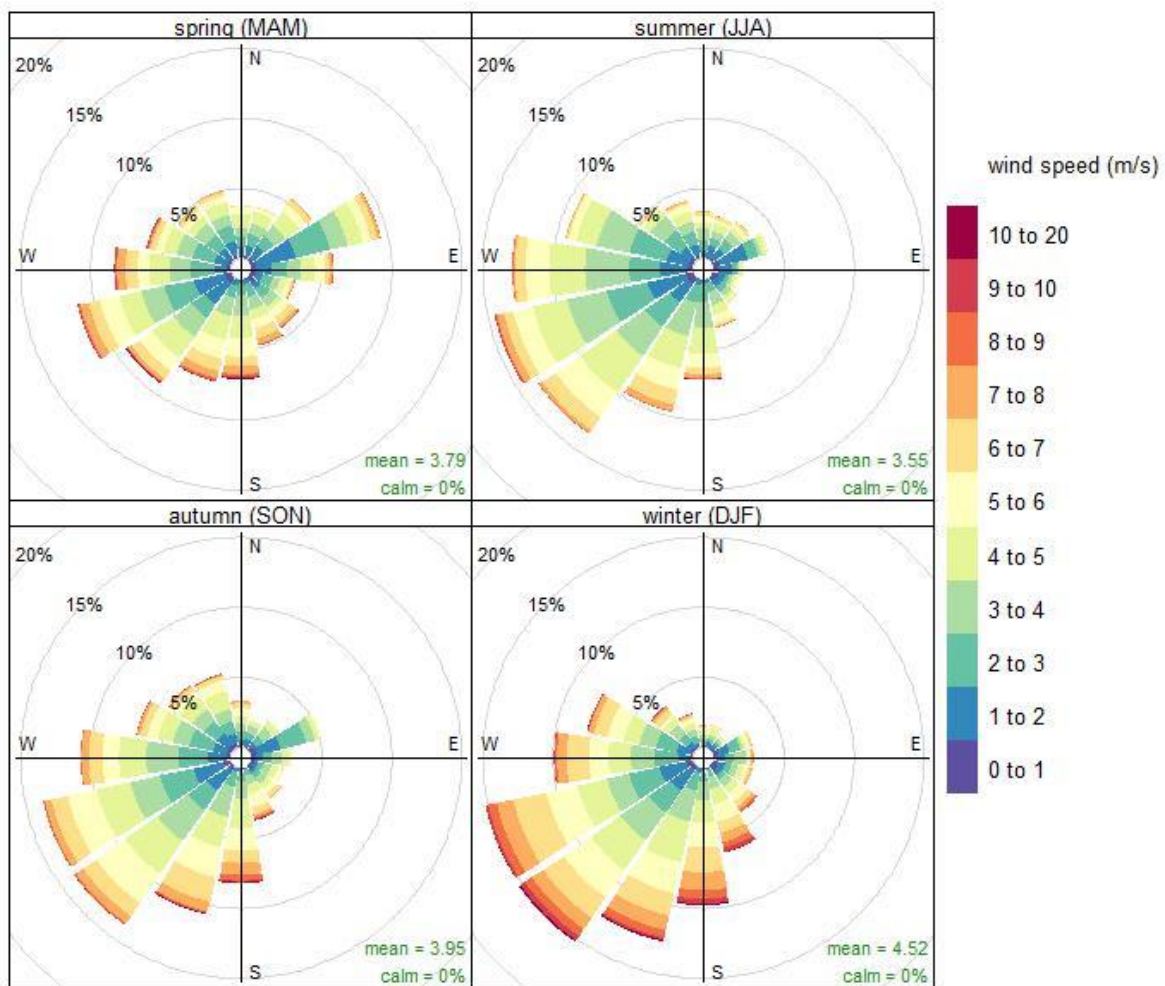 spring (MAM)
summer (JJA)
20%
15%
10%
5%
N
W
E
S
mean = 3.79
calm = 0%
20%
15%
10%
5%
N
W
E
S
mean = 3.55
calm = 0%
autumn (SON)
winter (DJF)
20%
15%
10%
5%
N
W
E
S
mean = 3.95
calm = 0%
20%
15%
10%
5%
N
W
E
S
mean = 4.52
calm = 0%
wind speed (m/s)
10 to 20
9 to 10
8 to 9
7 to 8
6 to 7
5 to 6
4 to 5
3 to 4
2 to 3
1 to 2
0 to 1